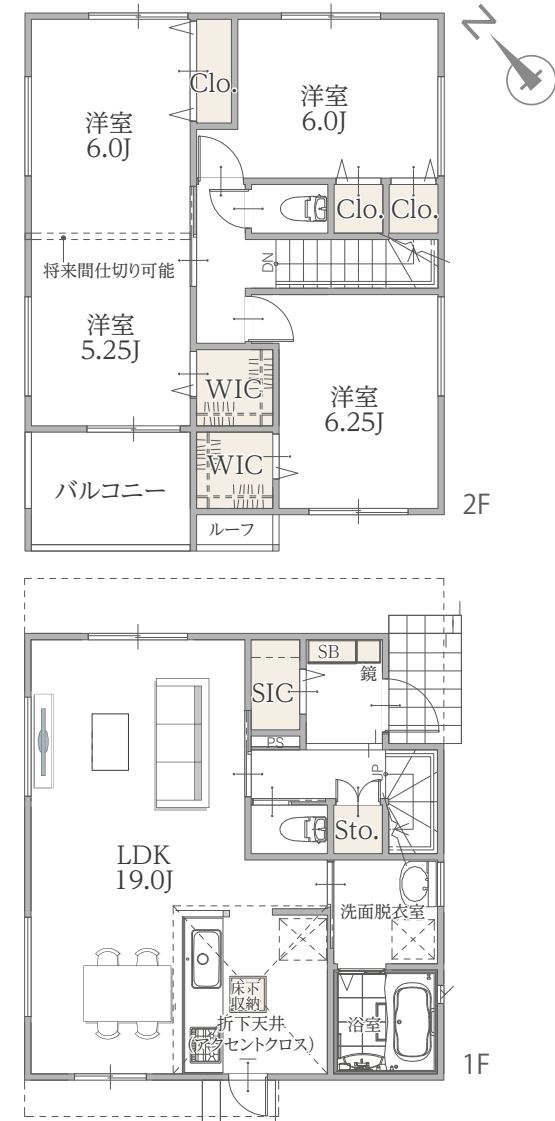 N
洋室
6.0J
Clo.
洋室
6.0J
Clo.
Clo.
DN
将来間仕切り可能
洋室
5.25J
WIC
洋室
6.25J
WIC
バルコニー
ルーフ
2F
SB
鏡
SIC
PS
UP
Sto.
LDK
19.0J
洗面脱衣室
床下
収納
折下天井
(アクセントクロス)
浴室
1F